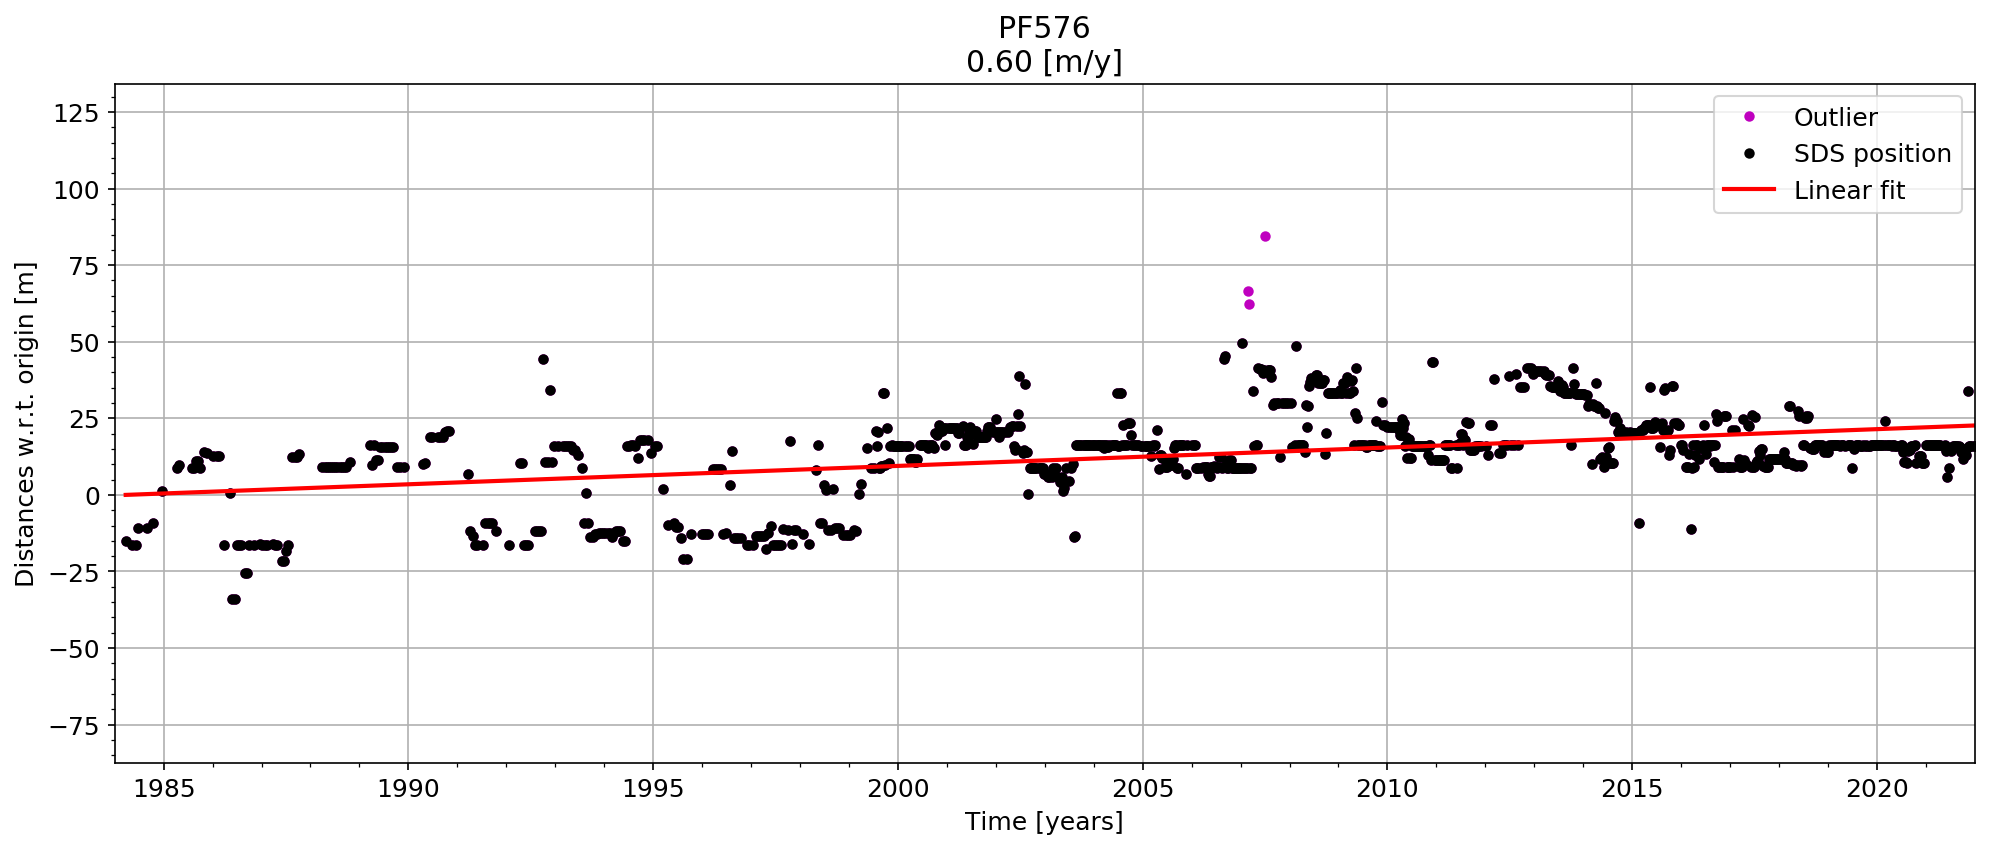 PF576
0.60 [m/y]
Outlier
SDS position
Linear fit
Distances w.r.t. origin [m]
125
100
75
50
25
0
−25
−50
−75
1985
1990
1995
2000
2005
2010
2015
2020
Time [years]